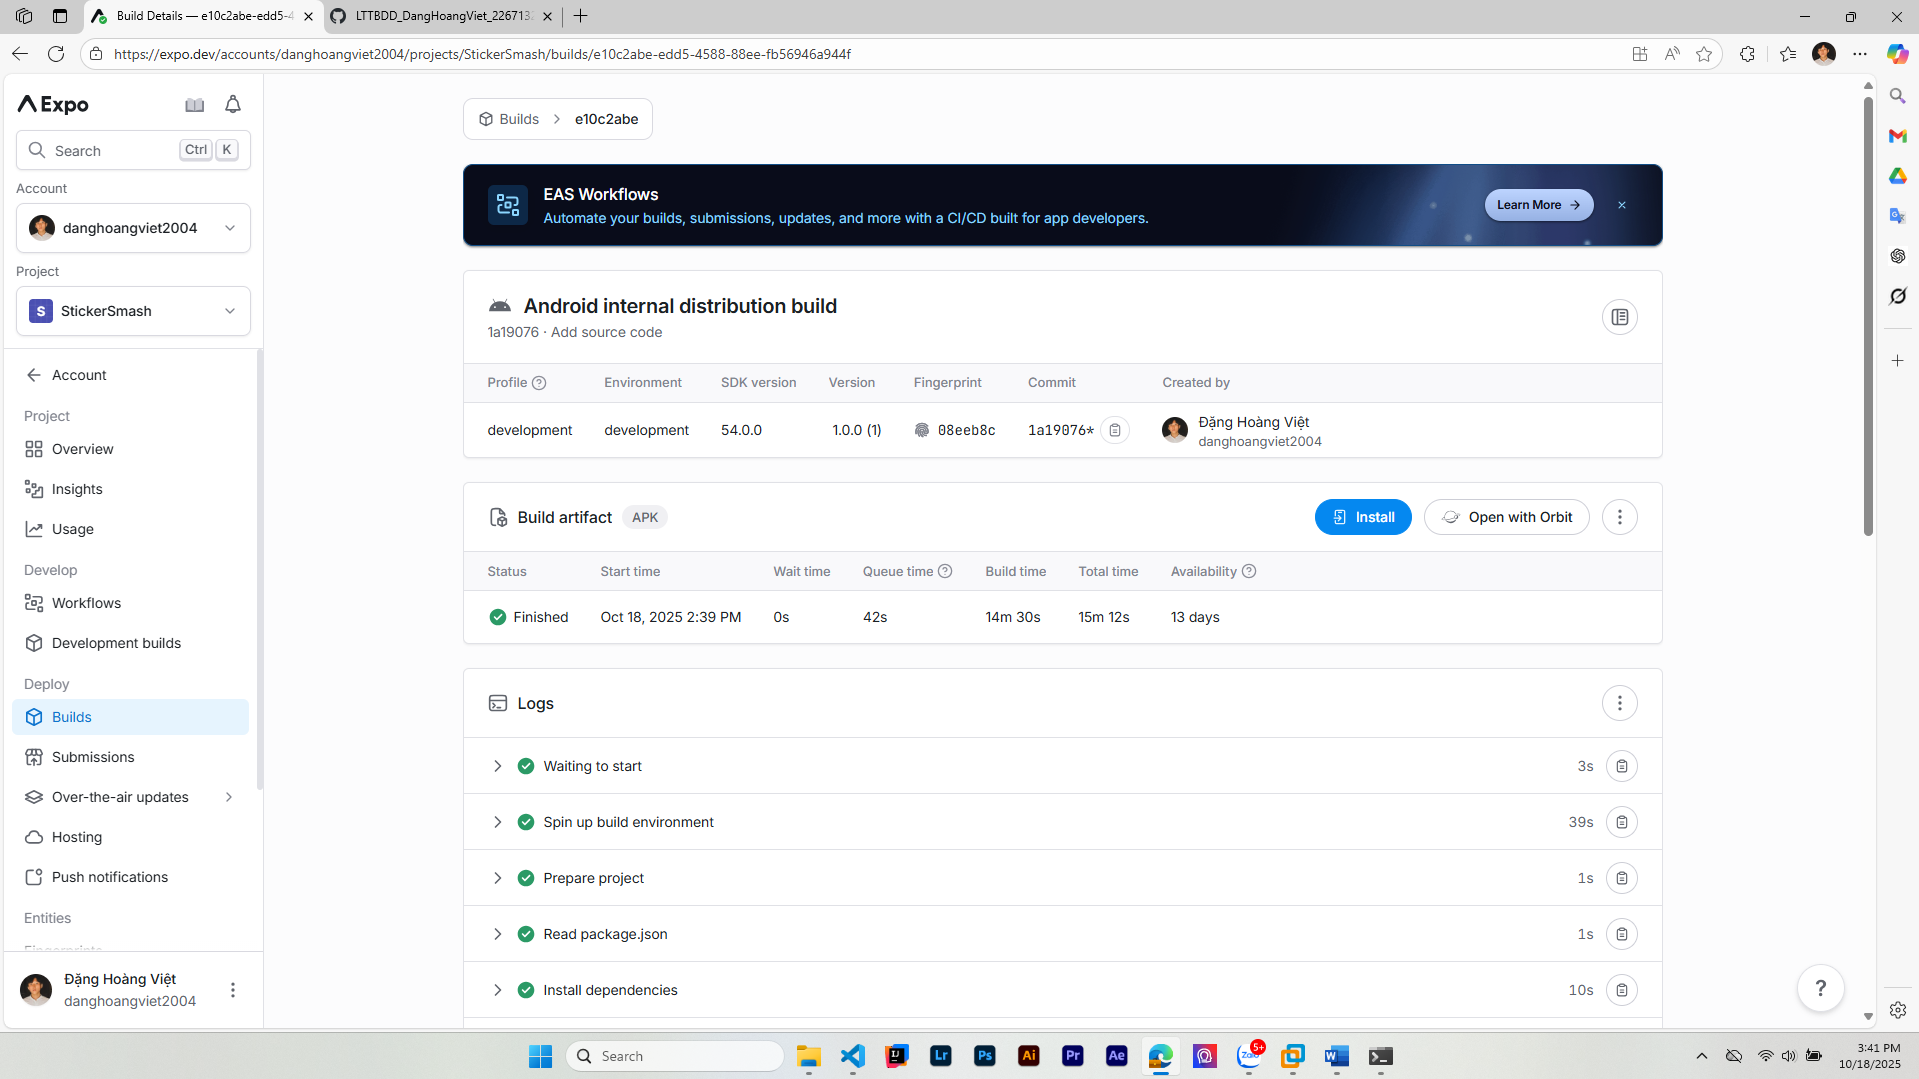 Build Details — e10c2abe-edd5-4
LTTBDD_DangHoangViet_226713
https://expo.dev/accounts/danghoangviet2004/projects/StickerSmash/builds/e10c2abe-edd5-4588-88ee-fb56946a944f
Expo
Search Ctrl K
Account
danghoangviet2004
Project
S StickerSmash
Account
Project
Overview
Insights
Usage
Develop
Workflows
Development builds
Deploy
Builds
Submissions
Over-the-air updates
Hosting
Push notifications
Entities
Fingerprints
Đặng Hoàng Việt
danghoangviet2004
Builds > e10c2abe
EAS Workflows
Automate your builds, submissions, updates, and more with a CI/CD built for app developers.
Learn More →
Android internal distribution build
1a19076 · Add source code
Profile Environment SDK version Version Fingerprint Commit Created by
development development 54.0.0 1.0.0 (1) 08eeb8c 1a19076* Đặng Hoàng Việt
danghoangviet2004
Build artifact APK Install Open with Orbit
Status Start time Wait time Queue time Build time Total time Availability
Finished Oct 18, 2025 2:39 PM 0s 42s 14m 30s 15m 12s 13 days
Logs
Waiting to start 3s
Spin up build environment 39s
Prepare project 1s
Read package.json 1s
Install dependencies 10s
?
Search
Lr
Ps
Ai
Pr
Ae
Zalo
5+
W
3:41 PM
10/18/2025